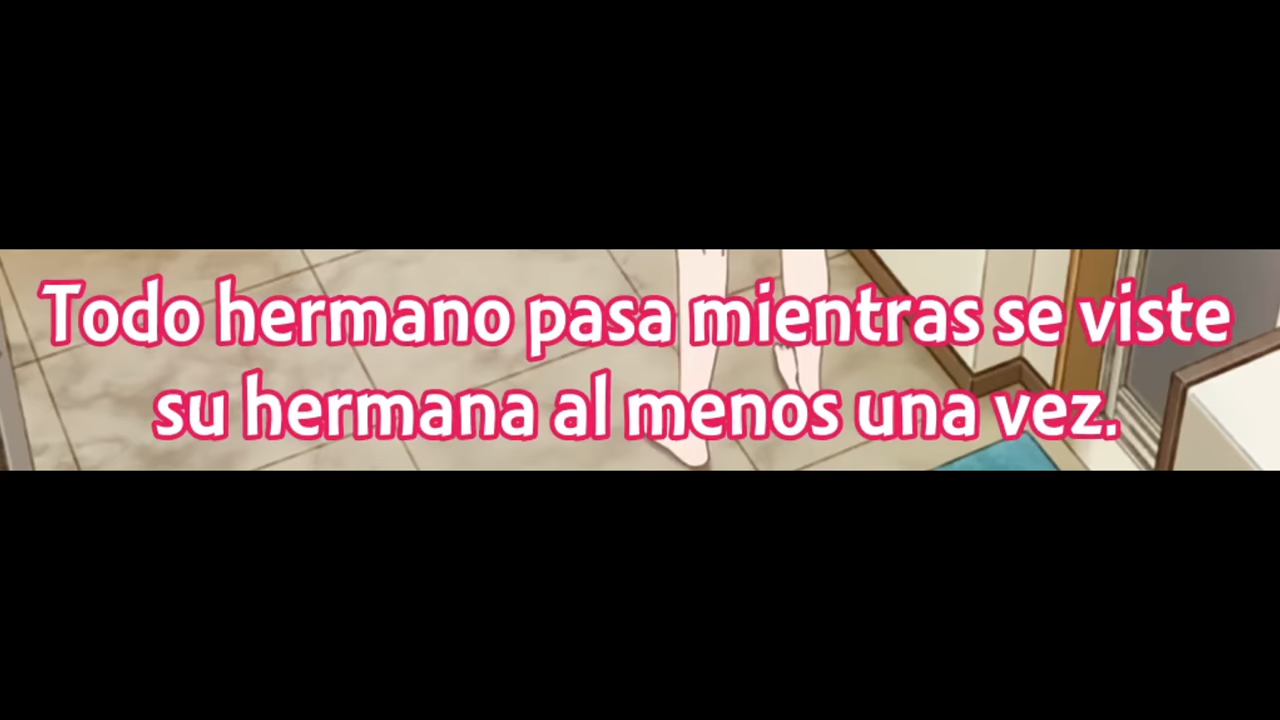 Todo hermano pasa mientras se viste
su hermana al menos una vez.